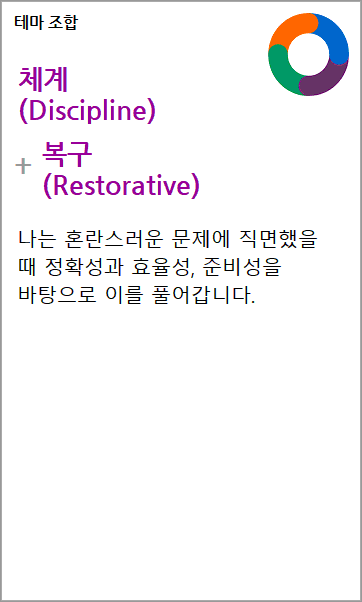 테마 조합
체계
(Discipline)
+ 복구
(Restorative)
나는 혼란스러운 문제에 직면했을
때 정확성과 효율성, 준비성을
바탕으로 이를 풀어갑니다.